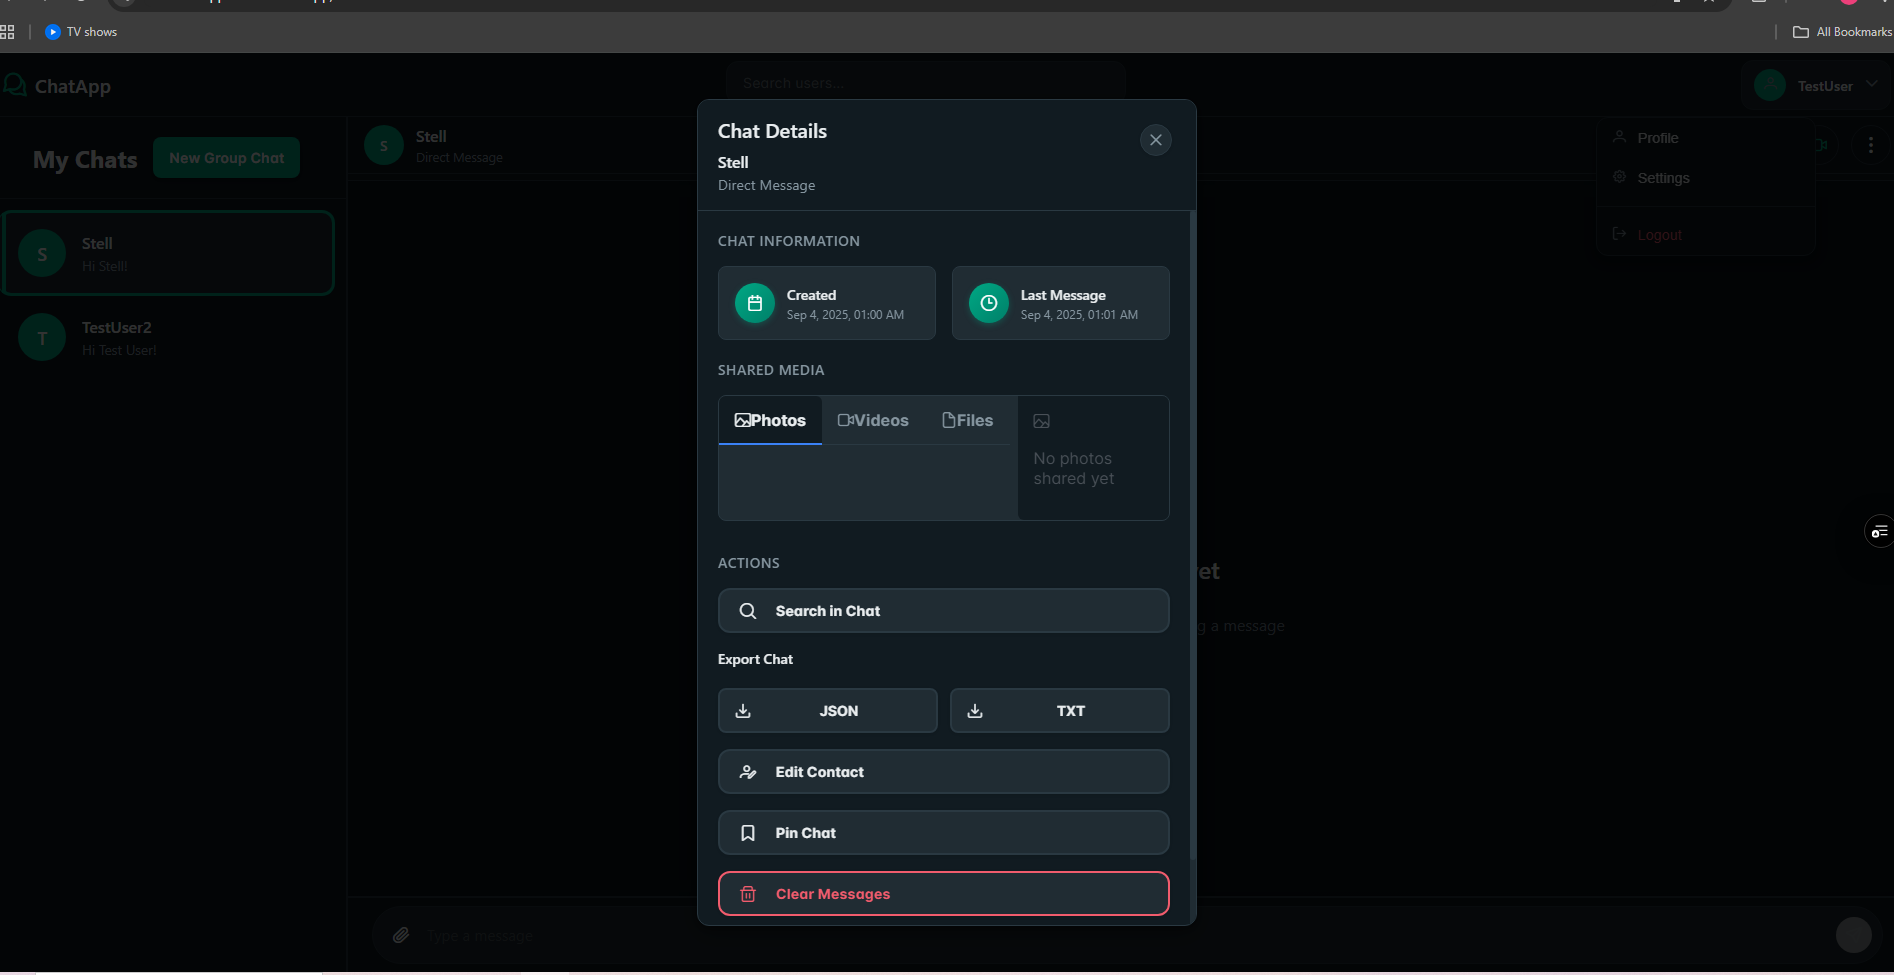 TV shows
All Bookmarks
ChatApp
Search users...
TestUser
My Chats
New Group Chat
Stell
Hi Stell!
TestUser2
Hi Test User!
S
S
T
Stell
Direct Message
Profile
Settings
Logout
Chat Details
Stell
Direct Message
CHAT INFORMATION
Created
Sep 4, 2025, 01:00 AM
Last Message
Sep 4, 2025, 01:01 AM
SHARED MEDIA
Photos
Videos
Files
No photos
shared yet
ACTIONS
Search in Chat
Export Chat
JSON
TXT
Edit Contact
Pin Chat
Clear Messages
a message
Type a message